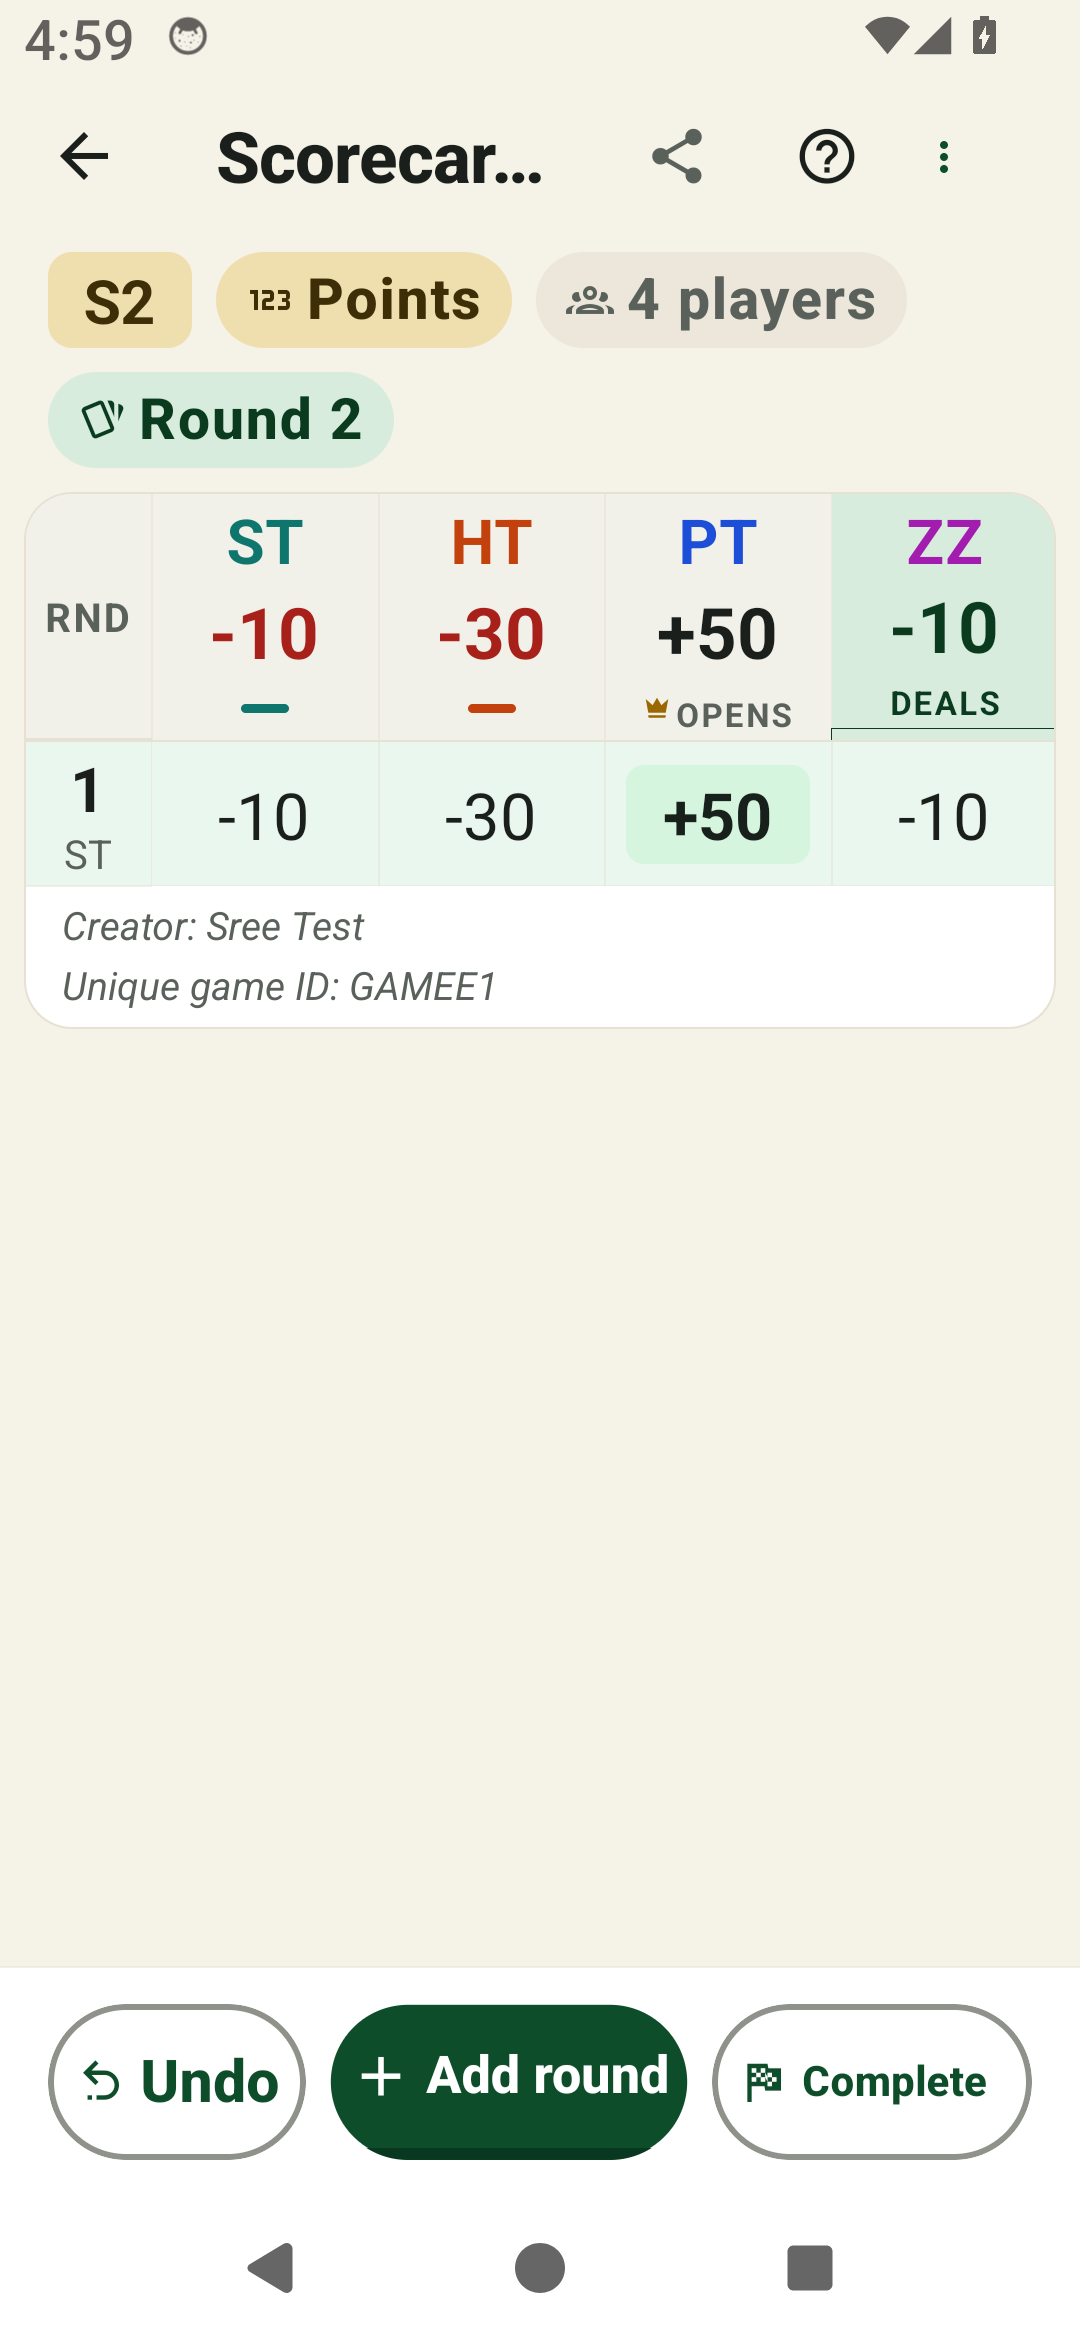 4:59
Scorecar...
S2
123 Points
4 players
Round 2
RND
ST
HT
PT
ZZ
-10
-30
+50
-10
OPENS
DEALS
1
ST
-10
-30
+50
-10
Creator: Sree Test
Unique game ID: GAMEE1
Undo
Add round
Complete